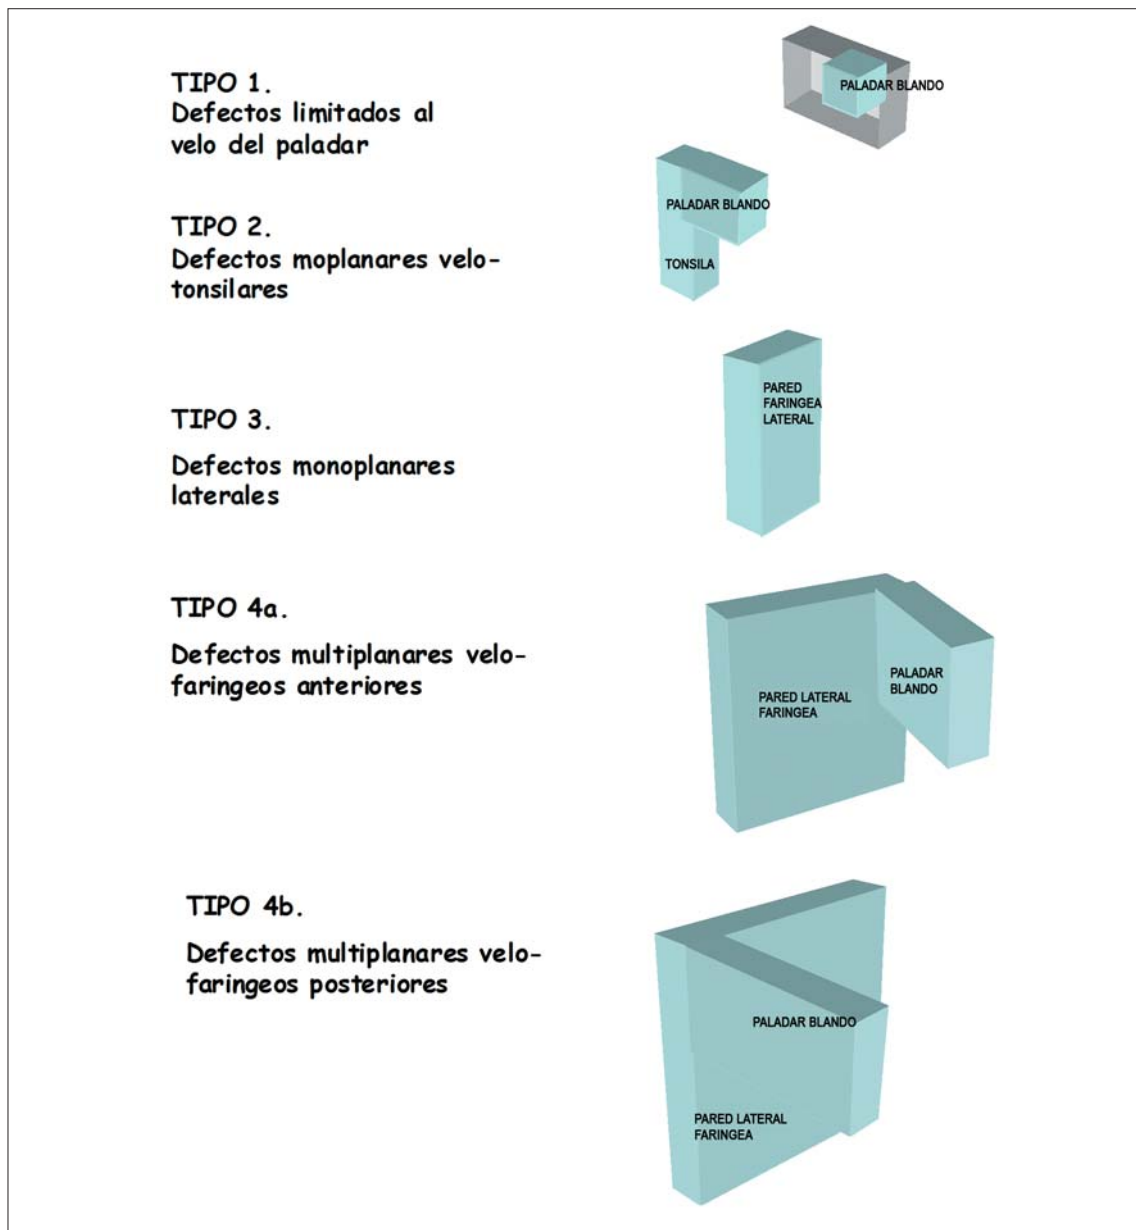 TIPO 1.
Defectos limitados al
velo del paladar
PALADAR BLANDO
TIPO 2.
Defectos moplanares velo-
tonsilares
PALADAR BLANDO
TONSILA
TIPO 3.
Defectos monoplanares
laterales
PARED
FARINGEA
LATERAL
TIPO 4a.
Defectos multiplanares velo-
faringeos anteriores
PARED LATERAL
FARINGEA
PALADAR
BLANDO
TIPO 4b.
Defectos multiplanares velo-
faringeos posteriores
PALADAR BLANDO
PARED LATERAL
FARINGEA